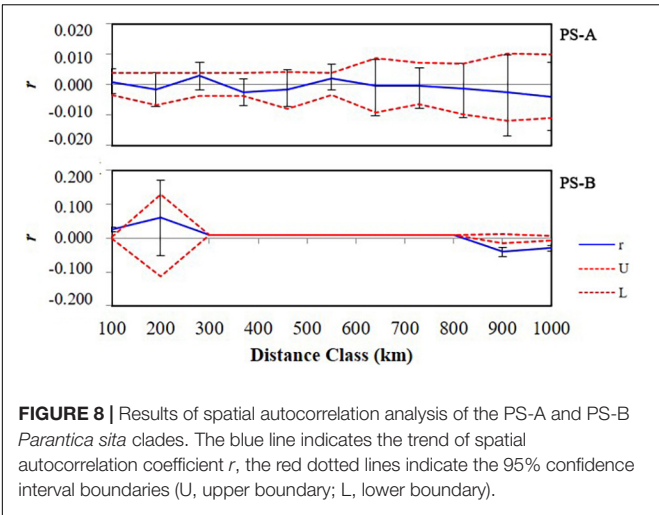 0.020
0.010
0.000
-0.010
-0.020
r
PS-A
0.200
0.100
0.000
-0.100
-0.200
r
PS-B
r
U
L
100 200 300 400 500 600 700 800 900 1000
Distance Class (km)
FIGURE 8 | Results of spatial autocorrelation analysis of the PS-A and PS-B
Parantica sita clades. The blue line indicates the trend of spatial
autocorrelation coefficient r, the red dotted lines indicate the 95% confidence
interval boundaries (U, upper boundary; L, lower boundary).